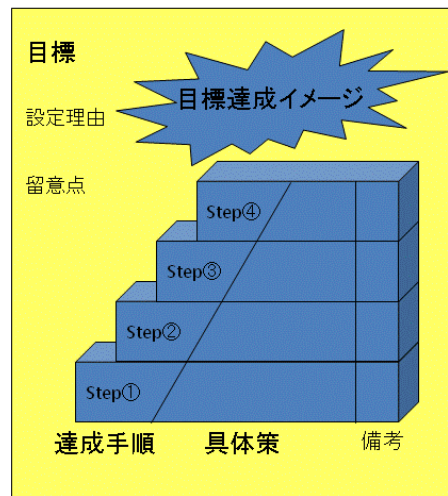 目標
目標達成イメージ
設定理由
留意点
Step④
Step③
Step②
Step①
達成手順
具体策
備考